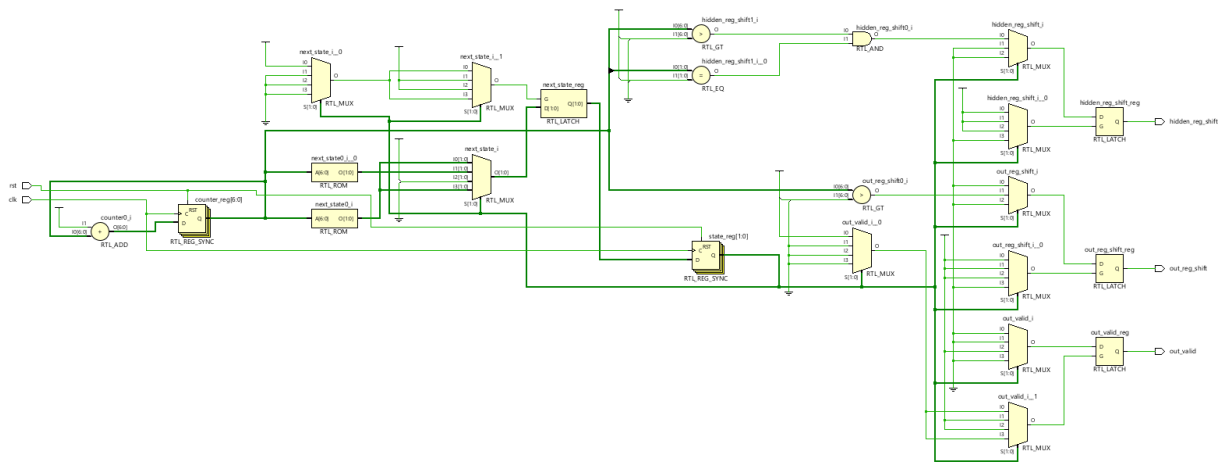 hidden_reg_shift1_i
I0[6:0]
I1[6:0]
O
RTL_GT
hidden_reg_shift0_i
I0
I1
O
RTL_AND
hidden_reg_shift_i
I0
I1
I2
S[1:0]
O
RTL_MUX
hidden_reg_shift1_i__0
I0[1:0]
I1[1:0]
O
RTL_EQ
next_state_i__0
I0
I1
I2
I3
S[1:0]
O
RTL_MUX
next_state_i__1
I0
I1
I2
I3
S[1:0]
O
RTL_MUX
next_state_reg
G
D[1:0]
Q[1:0]
RTL_LATCH
hidden_reg_shift_i__0
I0
I1
I2
S[1:0]
O
RTL_MUX
hidden_reg_shift_reg
D
G
Q
RTL_LATCH
hidden_reg_shift
next_state_i
I0[1:0]
I1[1:0]
I2[1:0]
I3[1:0]
S[1:0]
O[1:0]
RTL_MUX
next_state0_i__0
A[6:0]
O[1:0]
RTL_ROM
next_state0_i
A[6:0]
O[1:0]
RTL_ROM
rst
clk
counter0_i
I1
I0[6:0]
O[6:0]
RTL_ADD
counter_reg[6:0]
RST
C
D
Q
RTL_REG_SYNC
state_reg[1:0]
RST
C
D
Q
RTL_REG_SYNC
out_reg_shift0_i
I0[6:0]
I1[6:0]
O
RTL_GT
out_valid_i__0
I0
I1
I2
I3
S[1:0]
O
RTL_MUX
out_reg_shift_i
I0
I1
I2
S[1:0]
O
RTL_MUX
out_reg_shift_i__0
I0
I1
I2
I3
S[1:0]
O
RTL_MUX
out_reg_shift_reg
D
G
Q
RTL_LATCH
out_reg_shift
out_valid_i
I0
I1
I2
I3
S[1:0]
O
RTL_MUX
out_valid_reg
D
G
Q
RTL_LATCH
out_valid
out_valid_i__1
I0
I1
I2
I3
S[1:0]
O
RTL_MUX